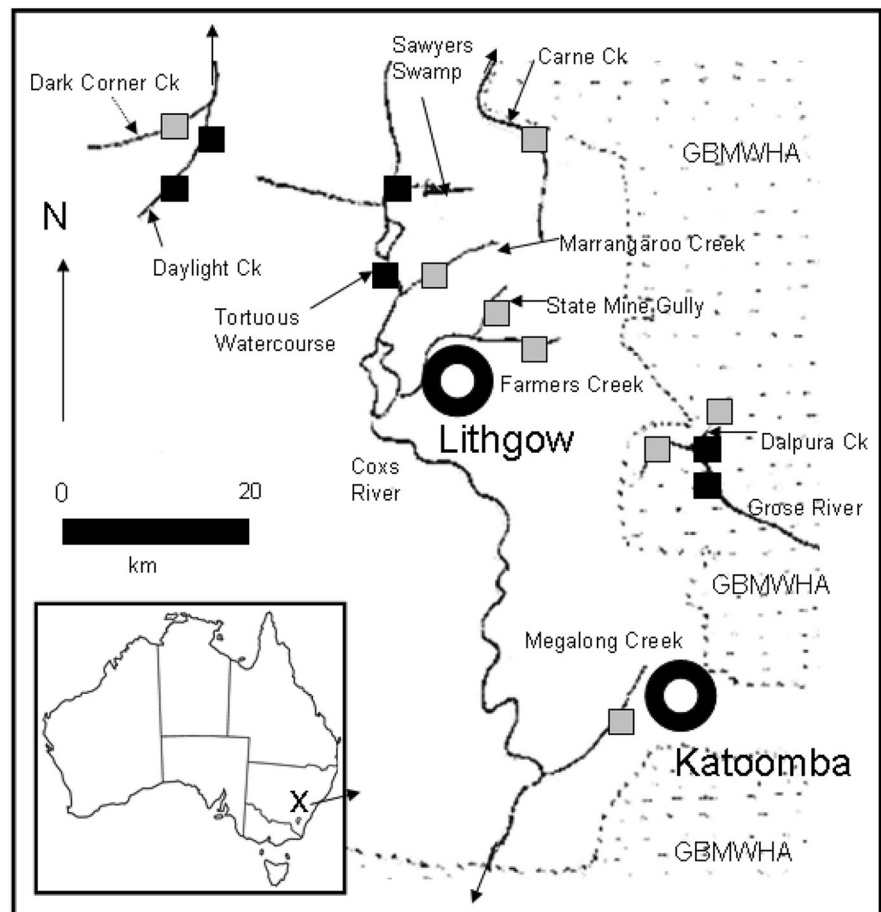 Sawyers
Swamp
Carne Ck
Dark Corner Ck
GBMWHA
N
Marrangaroo Creek
Daylight Ck
State Mine Gully
Tortuous
Watercourse
Farmers Creek
Lithgow
Dalpura Ck
Coxs
River
0
20
km
Grose River
GBMWHA
Megalong Creek
Katoomba
X
GBMWHA